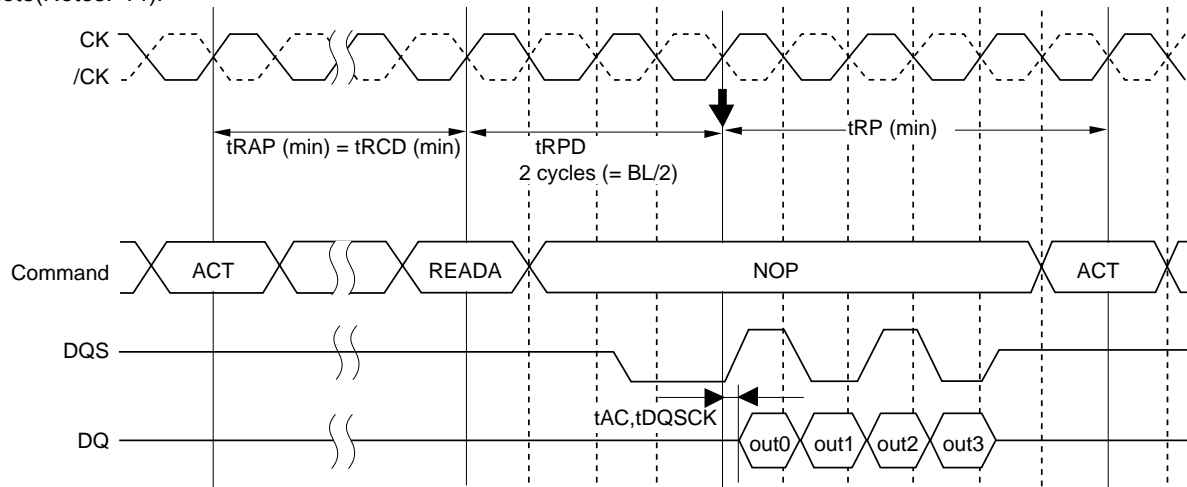 CK
/CK
tRAP (min) = tRCD (min)
tRPD
2 cycles (= BL/2)
tRP (min)
Command
ACT
READA
NOP
ACT
DQS
tAC,tDQSCK
DQ
out0
out1
out2
out3